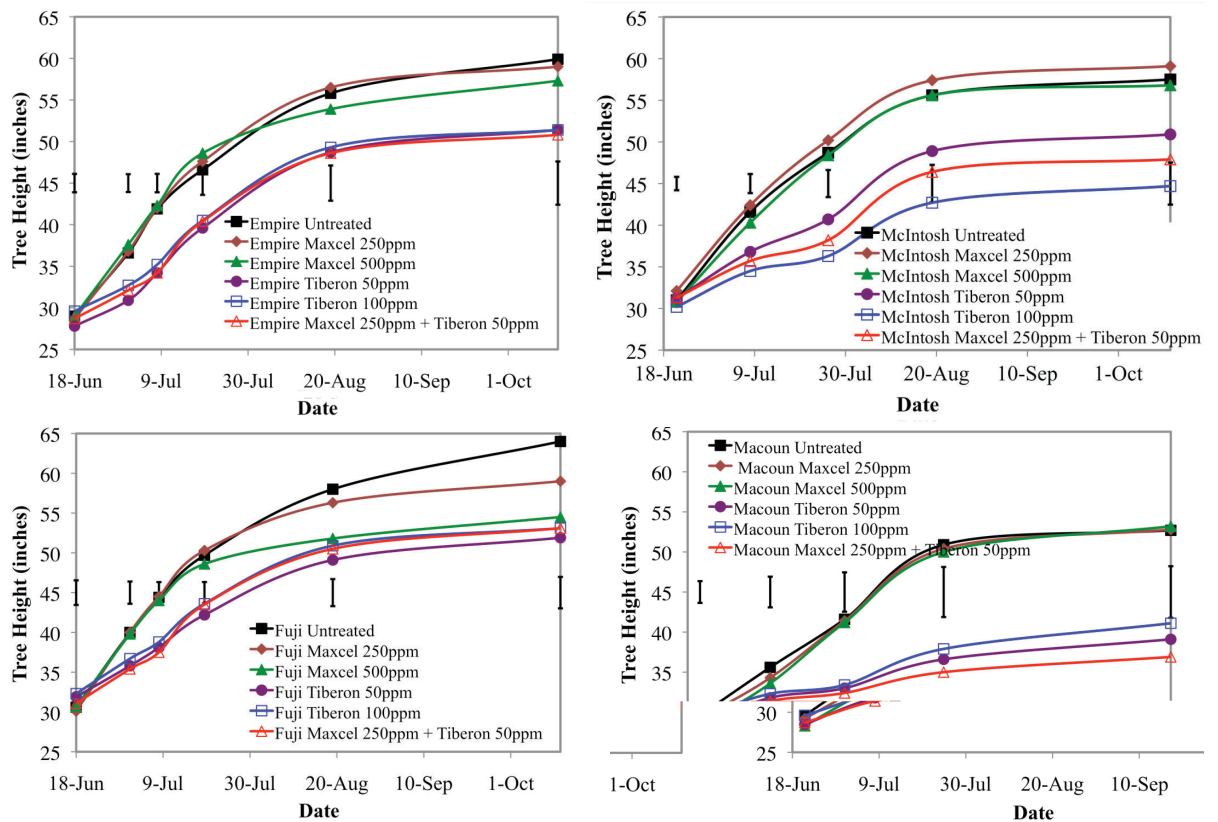 65
60
55
50
45
40
35
30
25
Tree Height (inches)
Empire Untreated
Empire Maxcel 250ppm
Empire Maxcel 500ppm
Empire Tiberon 50ppm
Empire Tiberon 100ppm
Empire Maxcel 250ppm + Tiberon 50ppm
18-Jun 9-Jul 30-Jul 20-Aug 10-Sep 1-Oct
Date
65
60
55
50
45
40
35
30
25
Tree Height (inches)
McIntosh Untreated
McIntosh Maxcel 250ppm
McIntosh Maxcel 500ppm
McIntosh Tiberon 50ppm
McIntosh Tiberon 100ppm
McIntosh Maxcel 250ppm + Tiberon 50ppm
18-Jun 9-Jul 30-Jul 20-Aug 10-Sep 1-Oct
Date
65
60
55
50
45
40
35
30
25
Tree Height (inches)
Fuji Untreated
Fuji Maxcel 250ppm
Fuji Maxcel 500ppm
Fuji Tiberon 50ppm
Fuji Tiberon 100ppm
Fuji Maxcel 250ppm + Tiberon 50ppm
18-Jun 9-Jul 30-Jul 20-Aug 10-Sep 1-Oct
Date
65
60
55
50
45
40
35
30
25
Tree Height (inches)
Macoun Untreated
Macoun Maxcel 250ppm
Macoun Maxcel 500ppm
Macoun Tiberon 50ppm
Macoun Tiberon 100ppm
Macoun Maxcel 250ppm + Tiberon 50ppm
1-Oct 18-Jun 9-Jul 30-Jul 20-Aug 10-Sep
Date